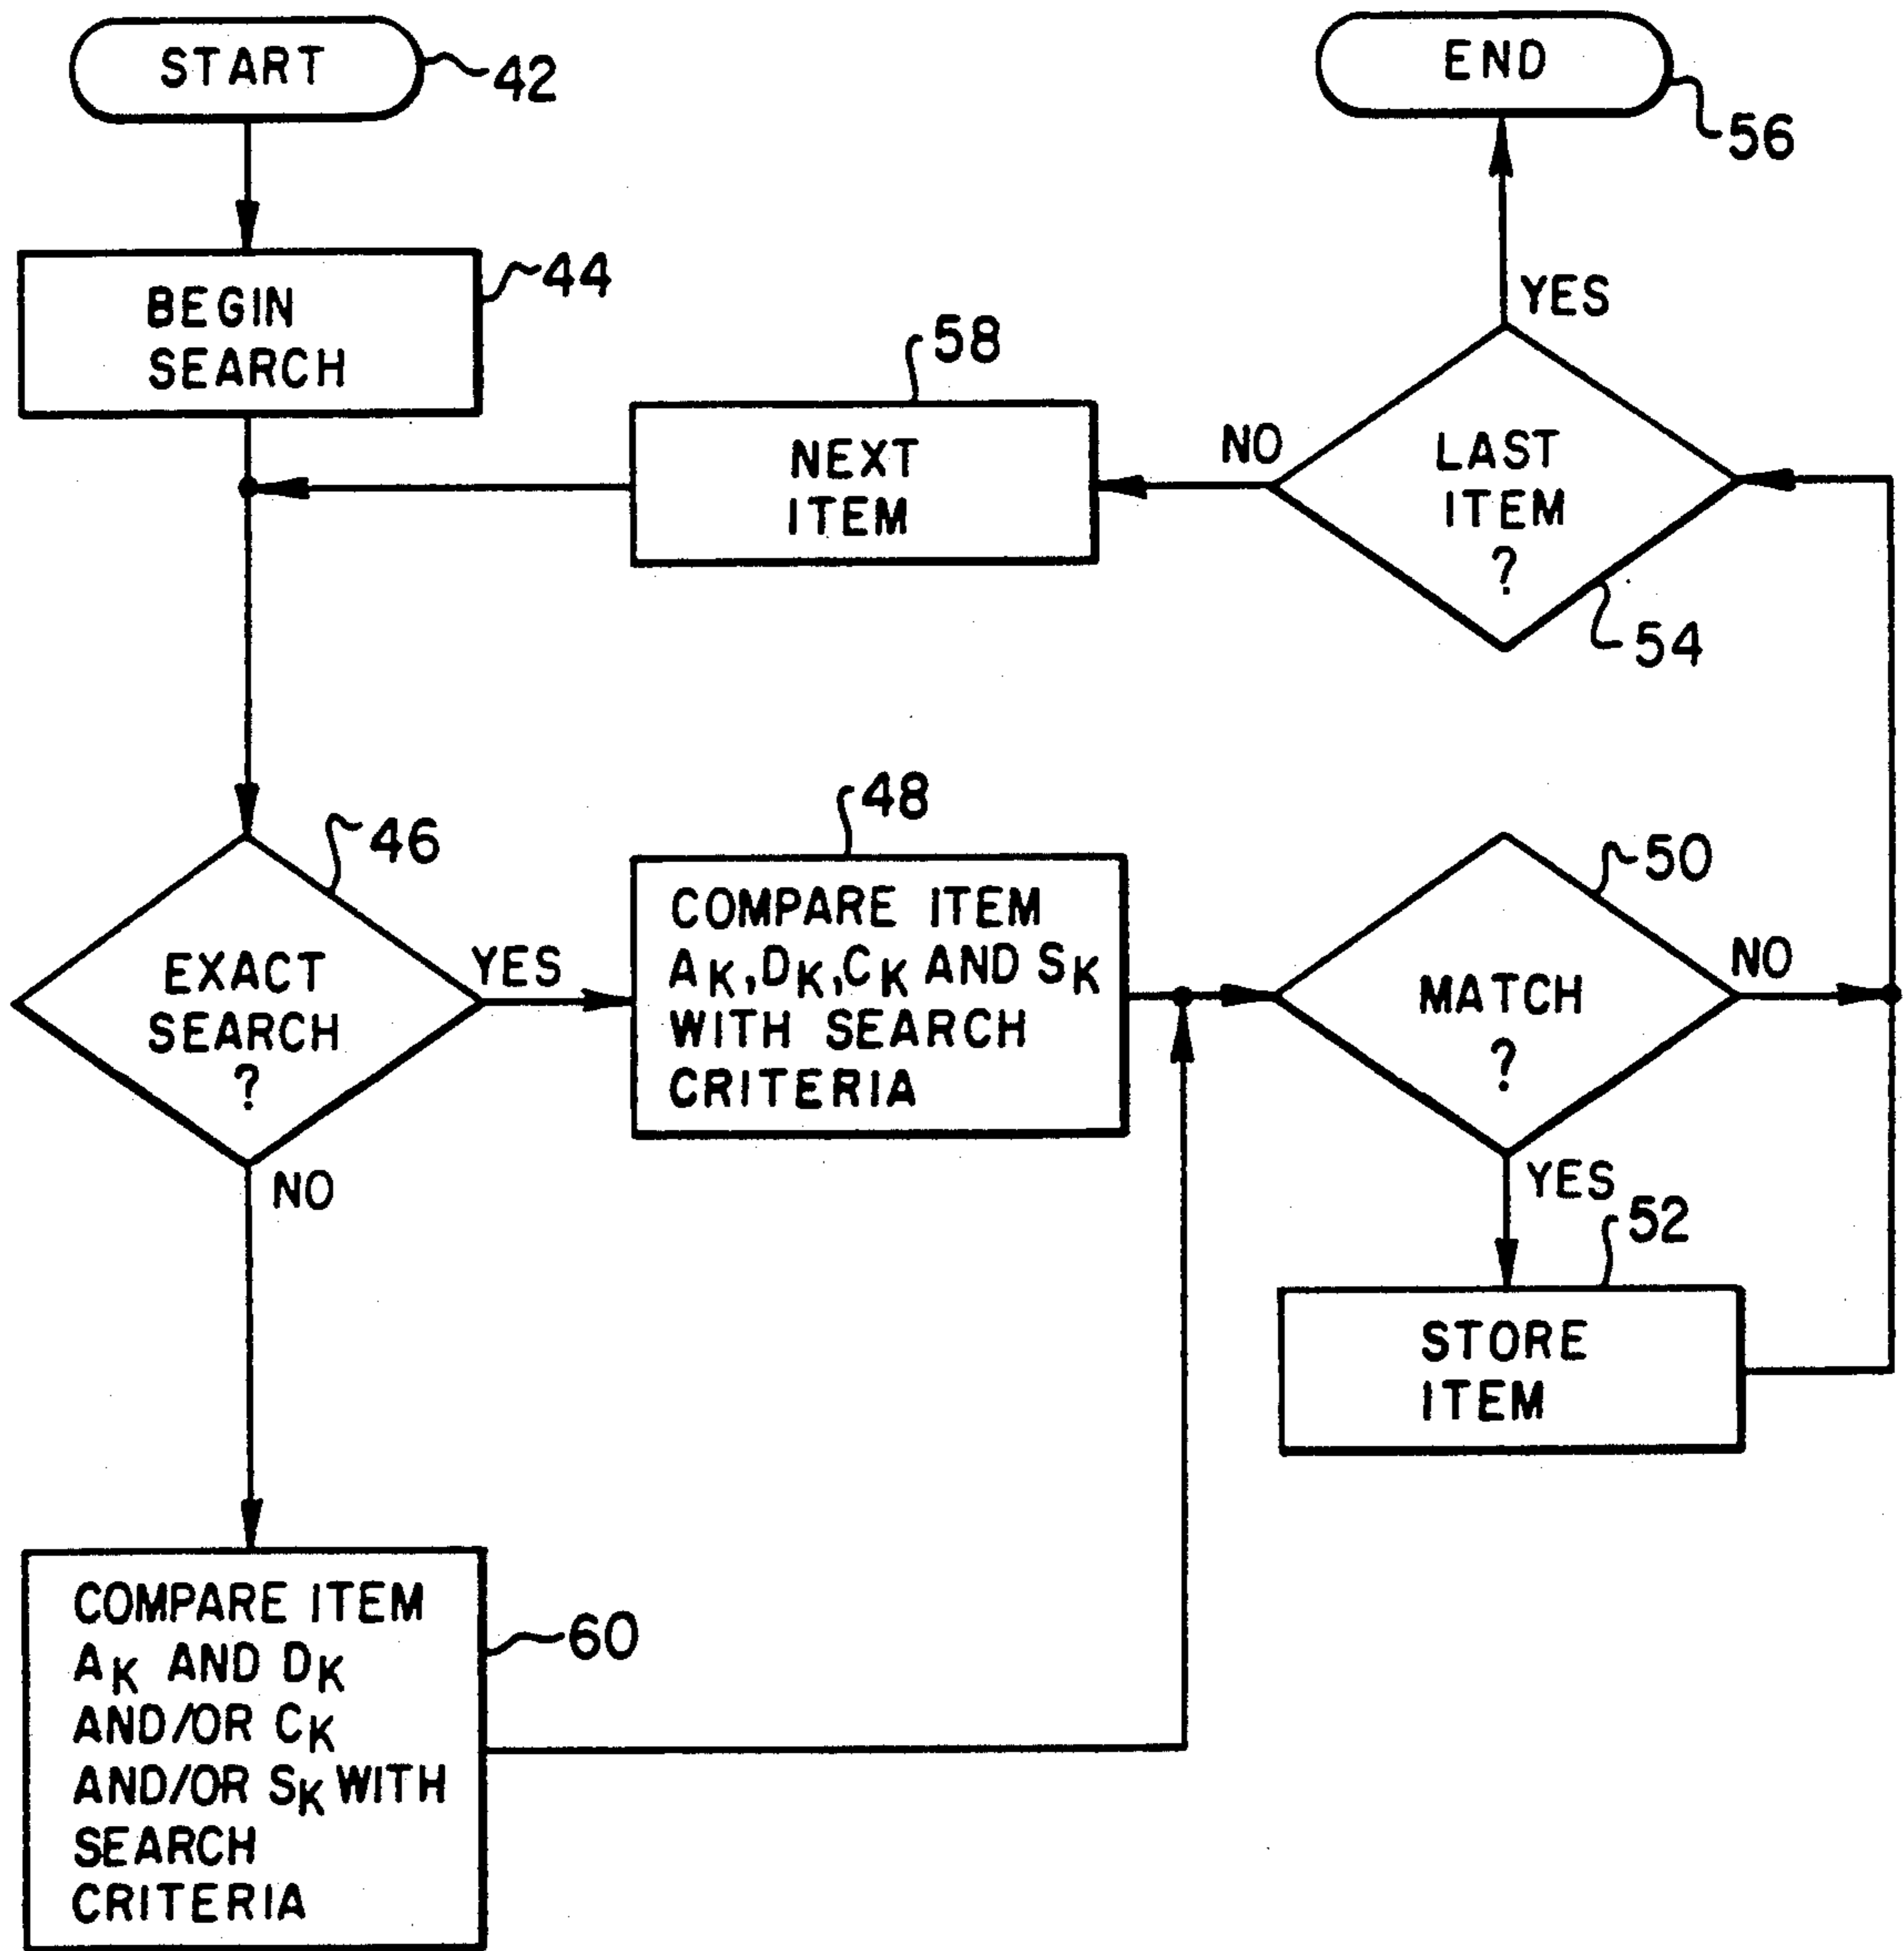 START
42
BEGIN
SEARCH
44
EXACT
SEARCH
?
46
YES
NO
COMPARE ITEM
AK, DK, CK AND SK
WITH SEARCH
CRITERIA
48
COMPARE ITEM
AK AND DK
AND/OR CK
AND/OR SK WITH
SEARCH
CRITERIA
60
MATCH
?
50
NO
YES
STORE
ITEM
52
LAST
ITEM
?
54
NO
YES
NEXT
ITEM
58
END
56